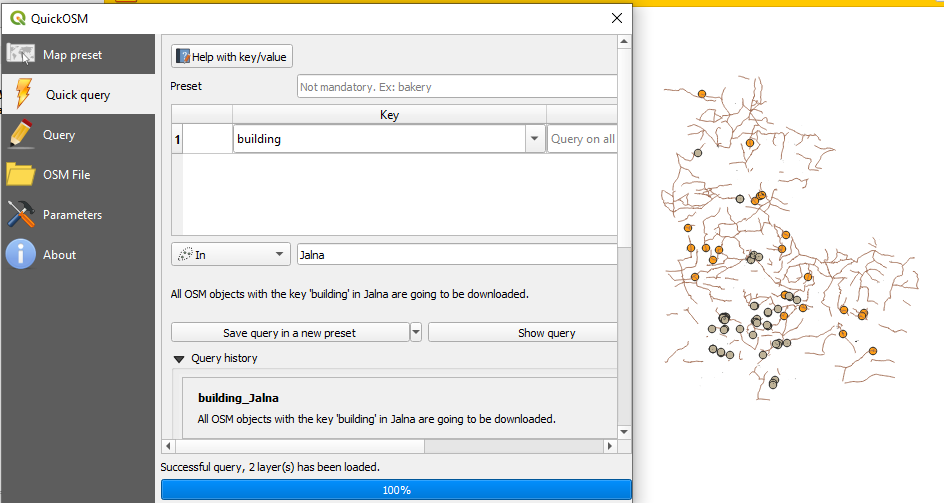 QuickOSM
Map preset
Quick query
Query
OSM File
Parameters
About
Help with key/value
Preset
Not mandatory. Ex: bakery
Key
1
building
Query on all
In
Jalna
All OSM objects with the key 'building' in Jalna are going to be downloaded.
Save query in a new preset
Show query
Query history
building_Jalna
All OSM objects with the key 'building' in Jalna are going to be downloaded.
Successful query, 2 layer(s) has been loaded.
100%